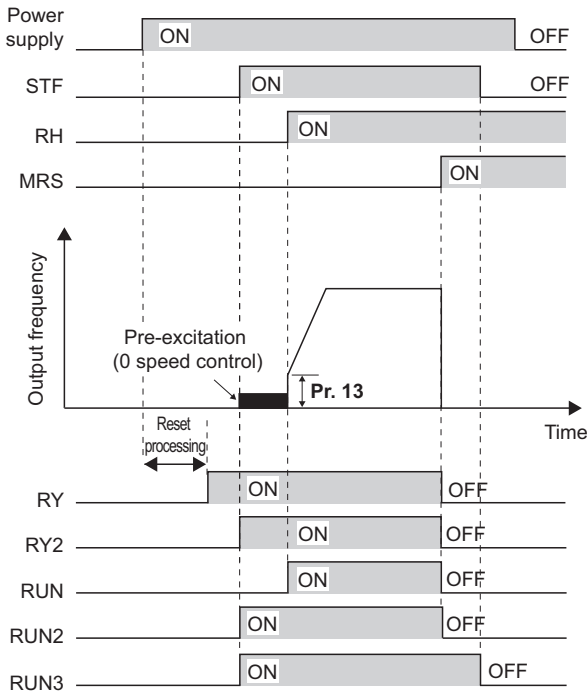 Power
supply
ON
OFF
STF
ON
OFF
RH
ON
MRS
ON
Output frequency
Pre-excitation
(0 speed control)
Pr. 13
Time
Reset
processing
RY
ON
OFF
RY2
ON
OFF
RUN
ON
OFF
RUN2
ON
OFF
RUN3
ON
OFF